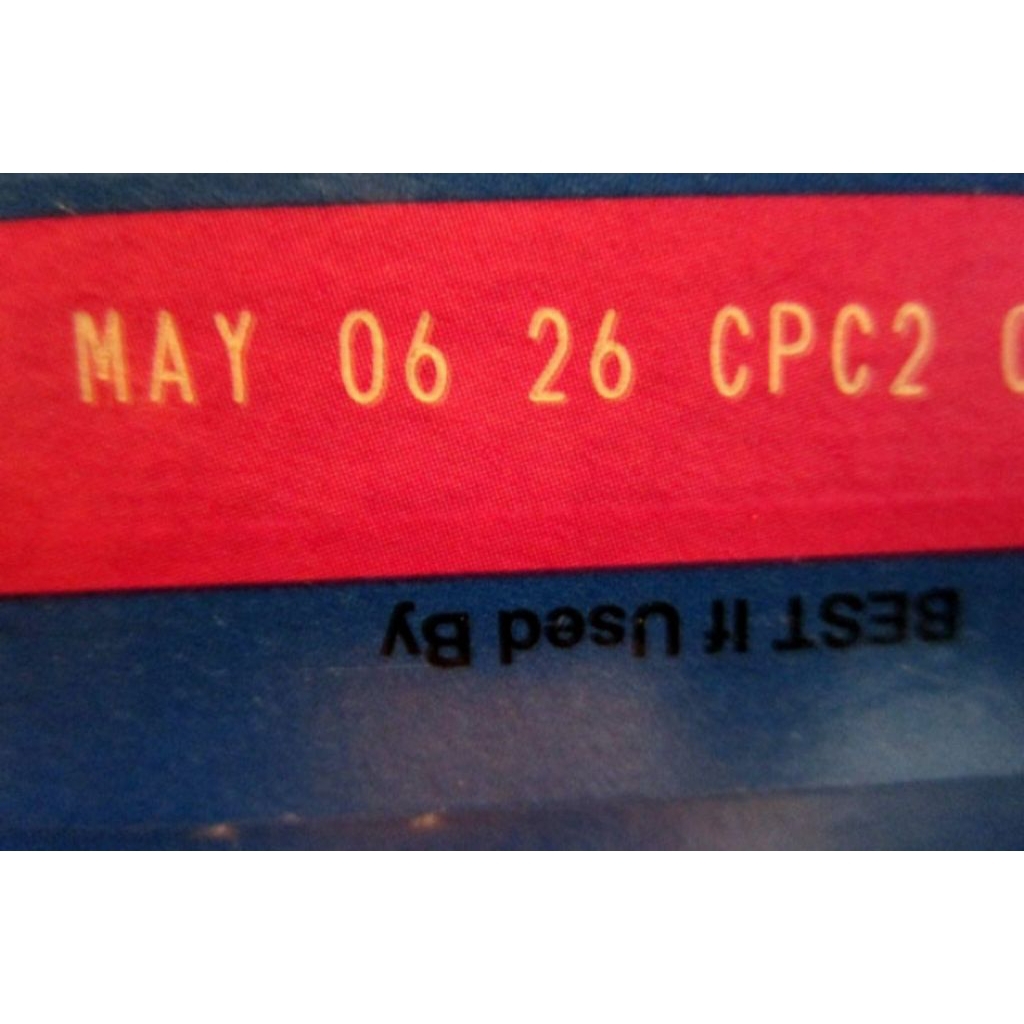 MAY 06 26 CPC2
BEST If Used By